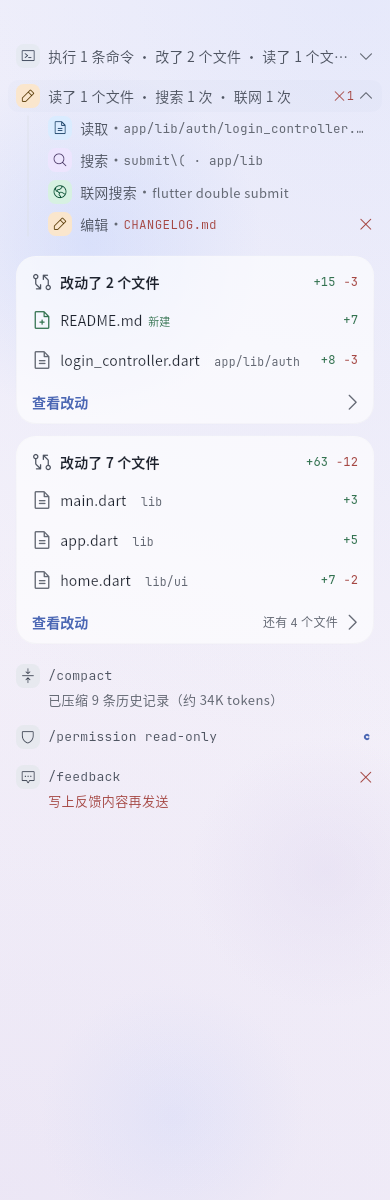 执行 1 条命令 · 改了 2 个文件 · 读了 1 个文…
读了 1 个文件 · 搜索 1 次 · 联网 1 次 ×1
读取 · app/lib/auth/login_controller.…
搜索 · submit\( · app/lib
联网搜索 · flutter double submit
编辑 · CHANGELOG.md
改动了 2 个文件 +15 -3
README.md 新建 +7
login_controller.dart app/lib/auth +8 -3
查看改动
改动了 7 个文件 +63 -12
main.dart lib +3
app.dart lib +5
home.dart lib/ui +7 -2
查看改动 还有 4 个文件
/compact
已压缩 9 条历史记录（约 34K tokens）
/permission read-only
/feedback
写上反馈内容再发送